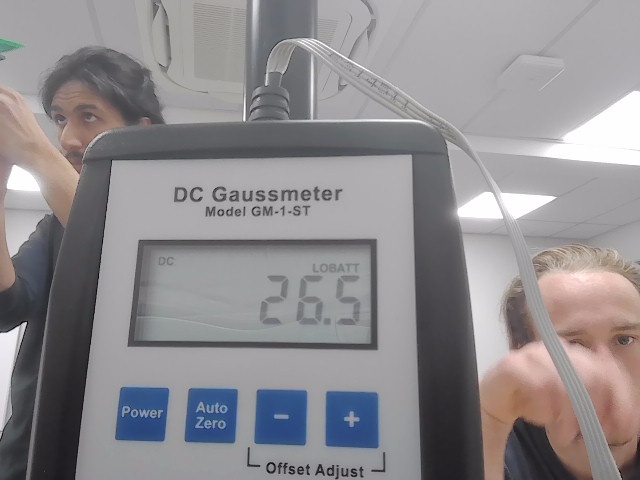 DC Gaussmeter
Model GM-1-ST
DC
LOBATT
26.5
Power
Auto
Zero
−
+
Offset Adjust